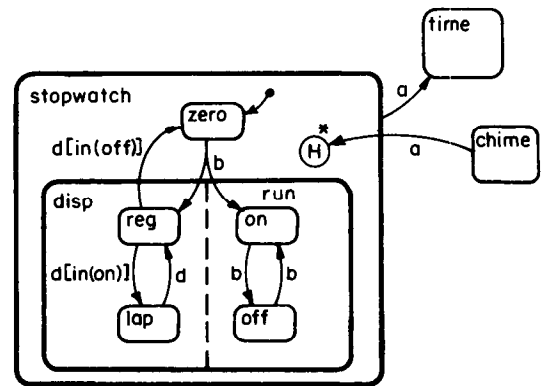 time
a
stopwatch
zero
*
H
a
chime
d[in(off)]
b
disp
run
reg
on
d[in(on)]
d
b
b
lap
off